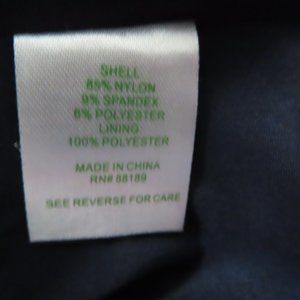 SHELL
85% NYLON
9% SPANDEX
6% POLYESTER
LINING
100% POLYESTER
MADE IN CHINA
RN# 88189
SEE REVERSE FOR CARE